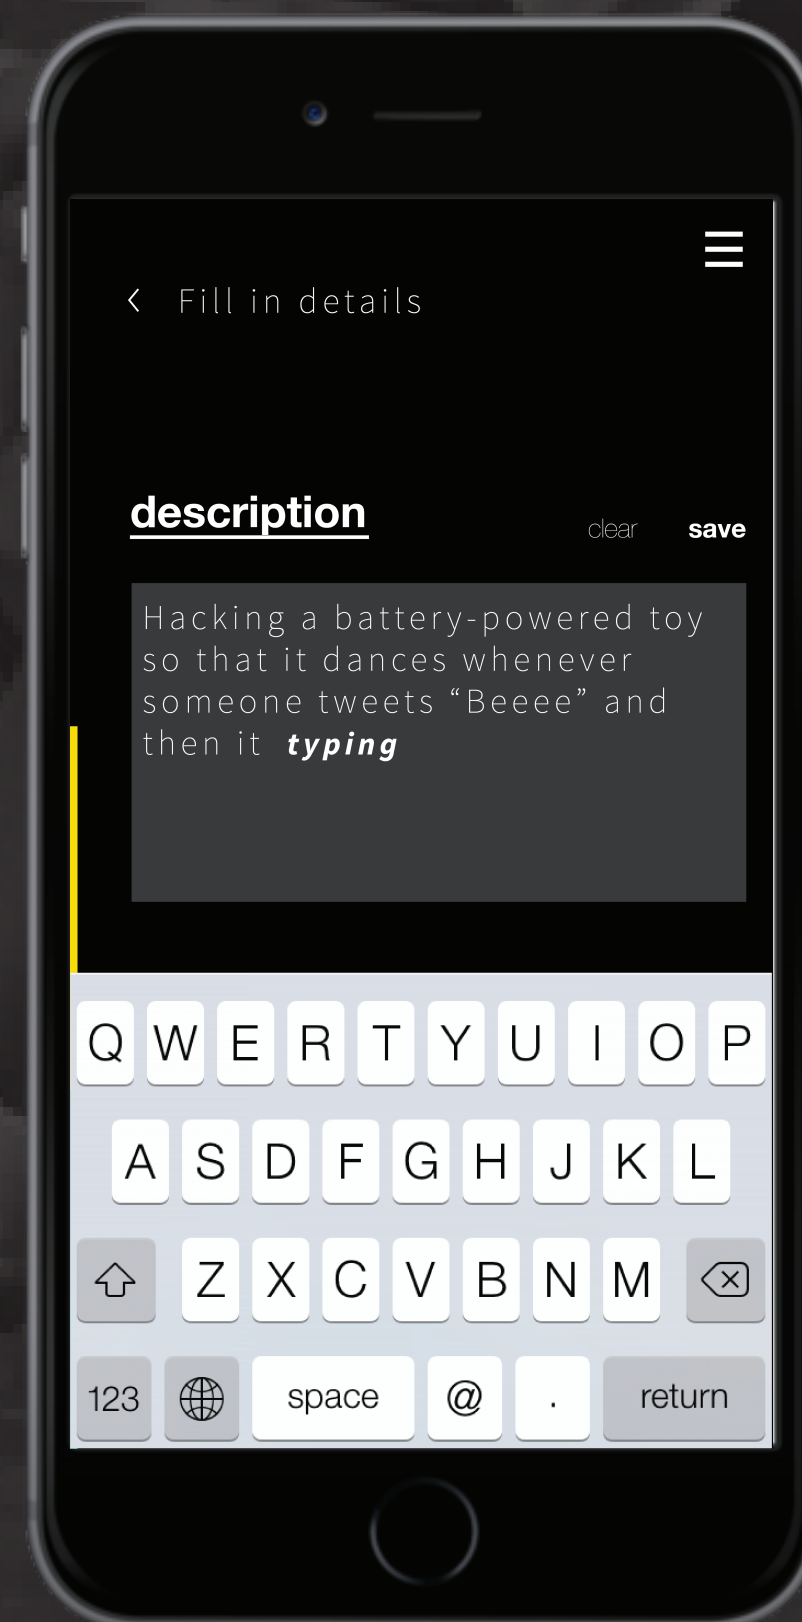 Fill in details
description
clear save
Hacking a battery-powered toy
so that it dances whenever
someone tweets “Beeee” and
then it typing
Q W E R T Y U I O P
A S D F G H J K L
Z X C V B N M
123 space @ . return